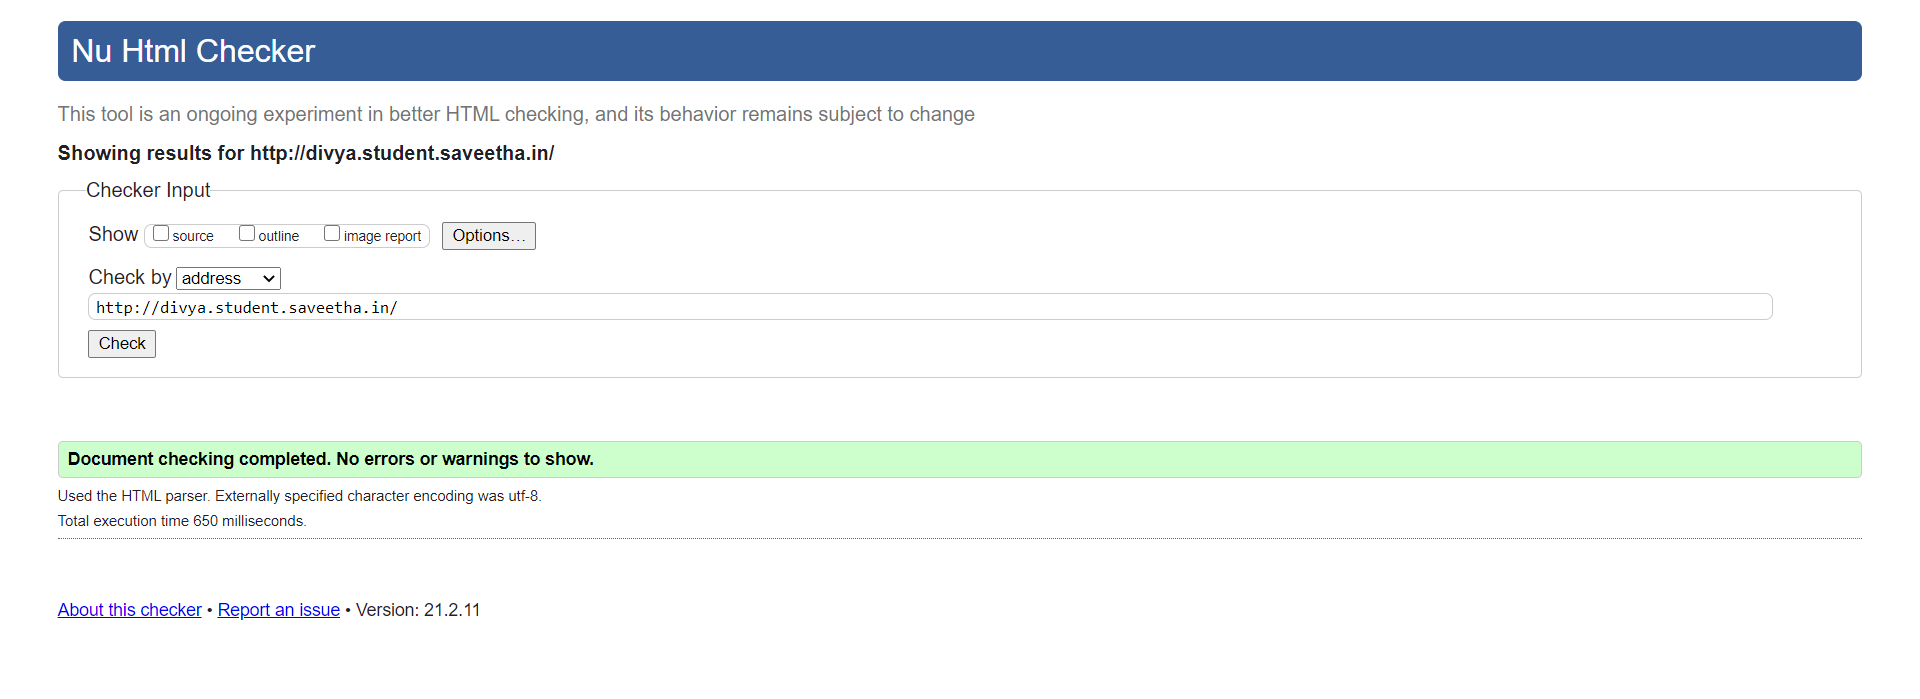 Nu Html Checker
This tool is an ongoing experiment in better HTML checking, and its behavior remains subject to change
Showing results for http://divya.student.saveetha.in/
Checker Input
Show source outline image report Options...
Check by address
http://divya.student.saveetha.in/
Check
Document checking completed. No errors or warnings to show.
Used the HTML parser. Externally specified character encoding was utf-8.
Total execution time 650 milliseconds.
About this checker • Report an issue • Version: 21.2.11